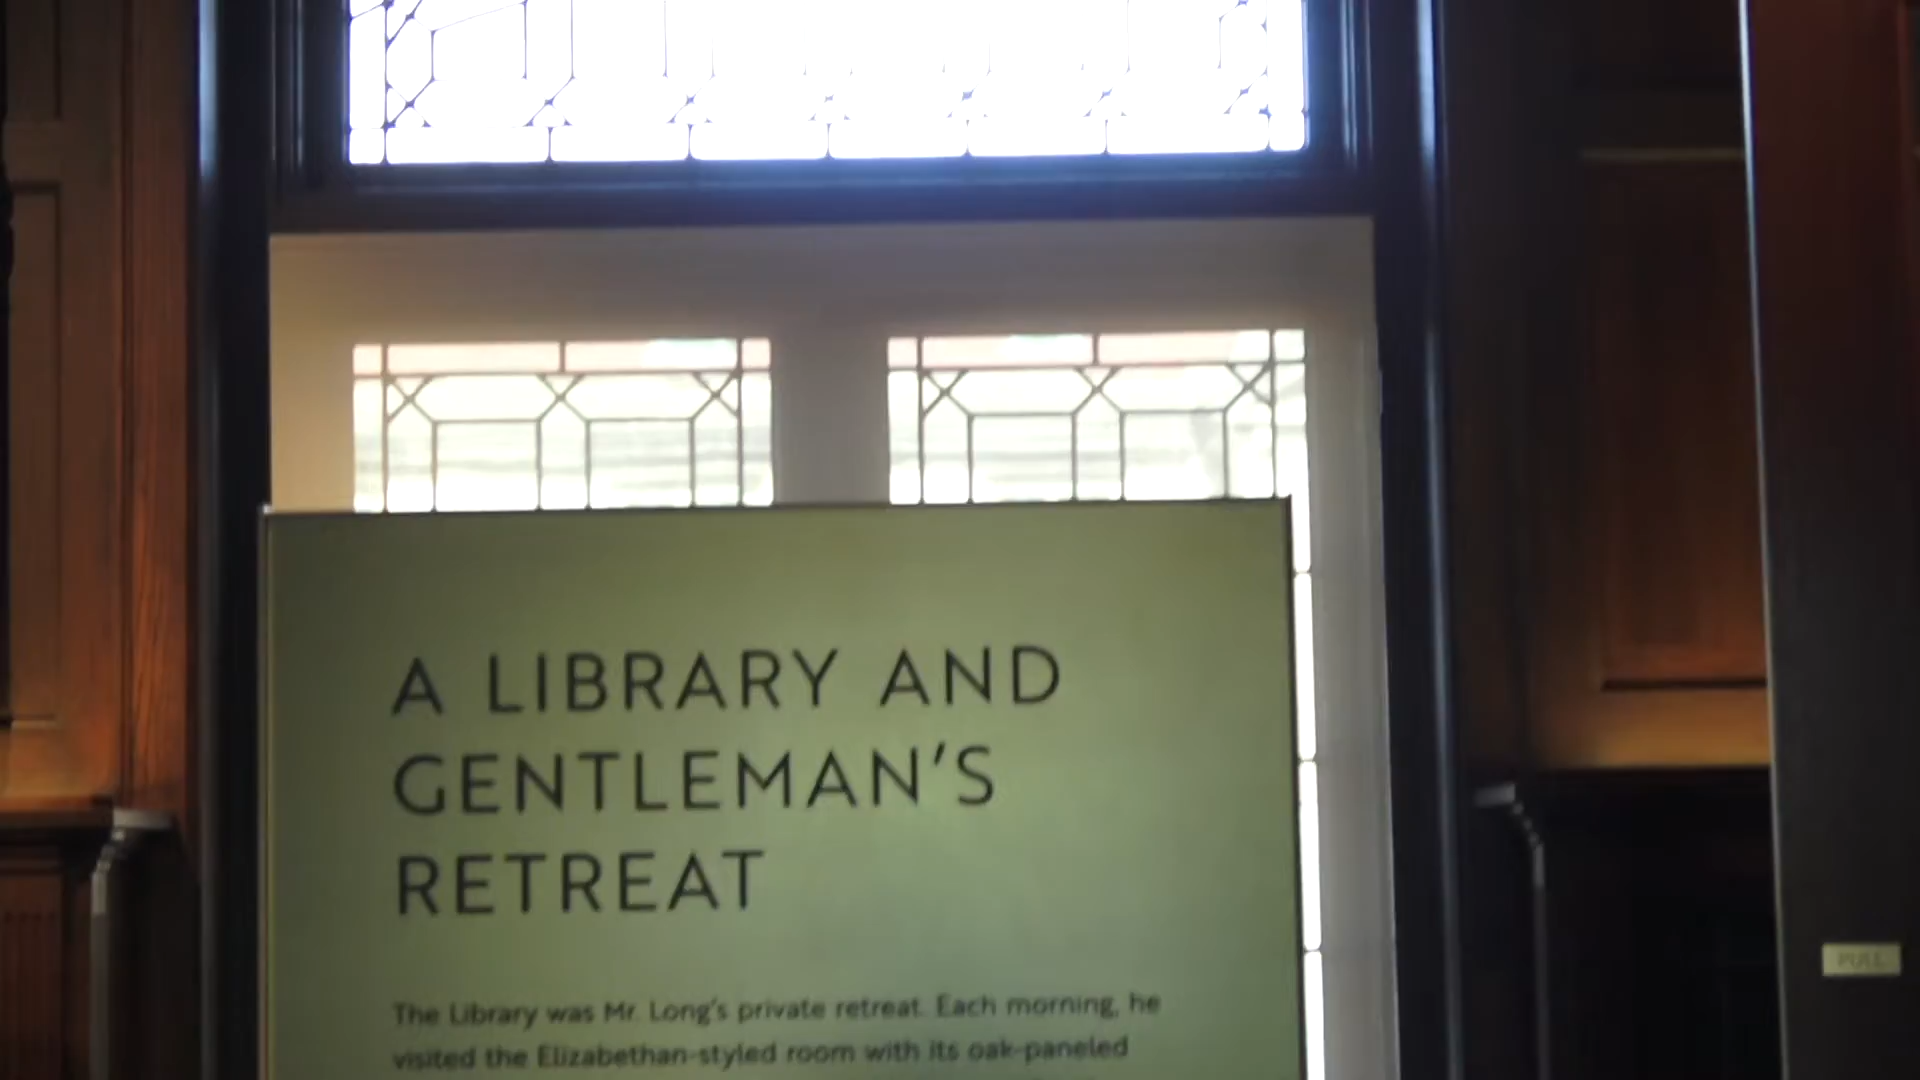 A LIBRARY AND
GENTLEMAN'S
RETREAT
The Library was Mr. Long's private retreat. Each morning, he
visited the Elizabethan-styled room with its oak-paneled
PULL